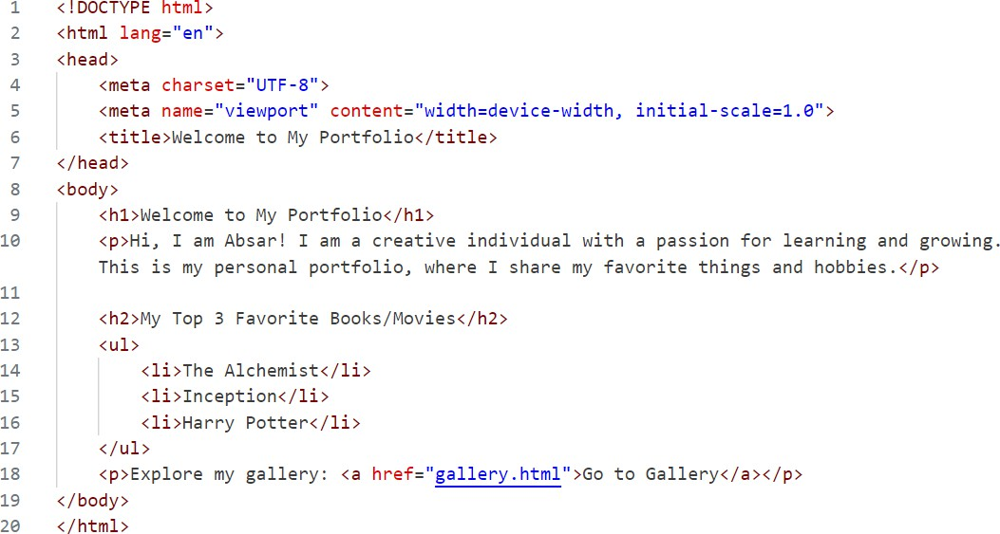 1 <!DOCTYPE html>
2 <html lang="en">
3 <head>
4     <meta charset="UTF-8">
5     <meta name="viewport" content="width=device-width, initial-scale=1.0">
6     <title>Welcome to My Portfolio</title>
7 </head>
8 <body>
9     <h1>Welcome to My Portfolio</h1>
10     <p>Hi, I am Absar! I am a creative individual with a passion for learning and growing.
    This is my personal portfolio, where I share my favorite things and hobbies.</p>
11
12     <h2>My Top 3 Favorite Books/Movies</h2>
13     <ul>
14         <li>The Alchemist</li>
15         <li>Inception</li>
16         <li>Harry Potter</li>
17     </ul>
18     <p>Explore my gallery: <a href="gallery.html">Go to Gallery</a></p>
19 </body>
20 </html>